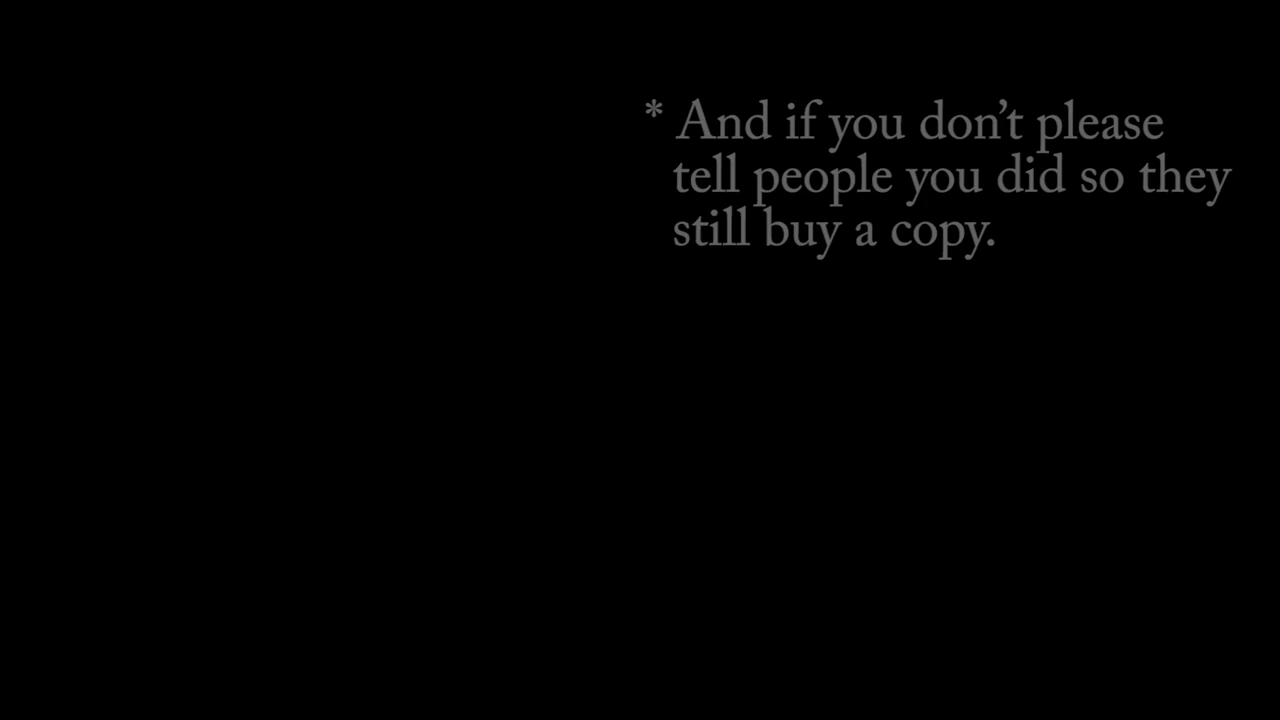 * And if you don’t please
tell people you did so they
still buy a copy.